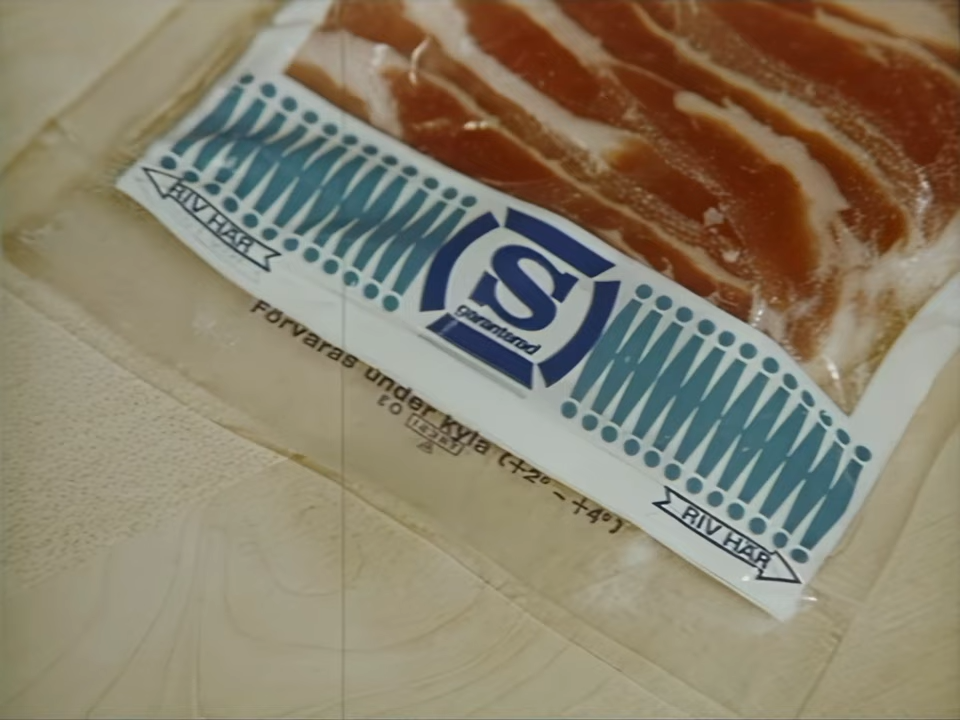 RIV HÄR
S
garanterad
Förvaras under kyla (+2° – +4°)
RIV HÄR